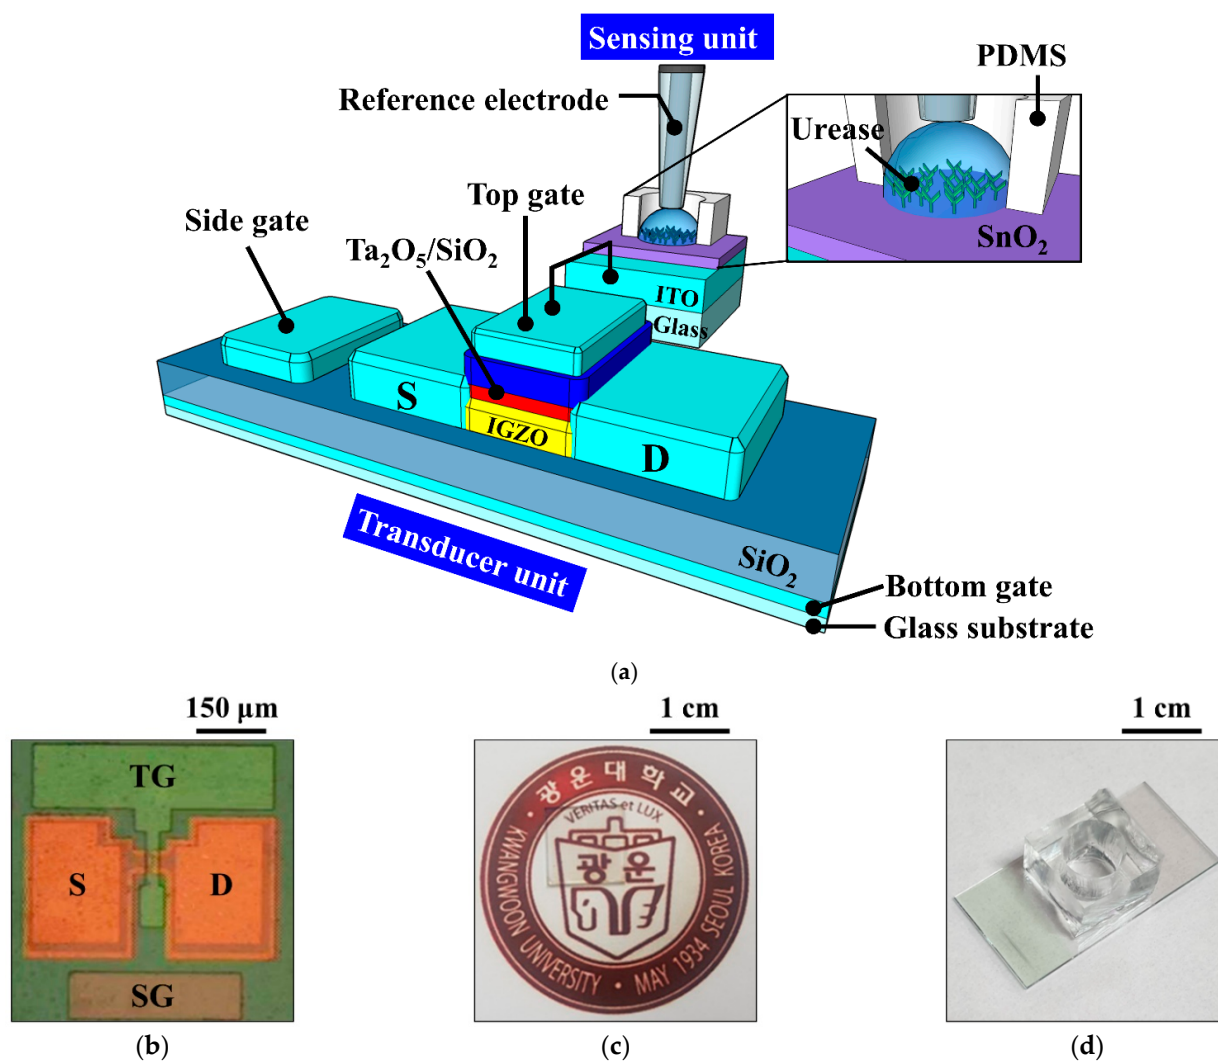 Sensing unit
PDMS
Reference electrode
Urease
Top gate
Side gate
SnO₂
Ta₂O₅/SiO₂
ITO
Glass
S
IGZO
D
SiO₂
Transducer unit
Bottom gate
Glass substrate
(a)
150 µm
1 cm
1 cm
TG
S
D
SG
광운대학교
VERITAS et LUX
광운
KWANGWOON UNIVERSITY • MAY 1934 SEOUL KOREA
(b)
(c)
(d)